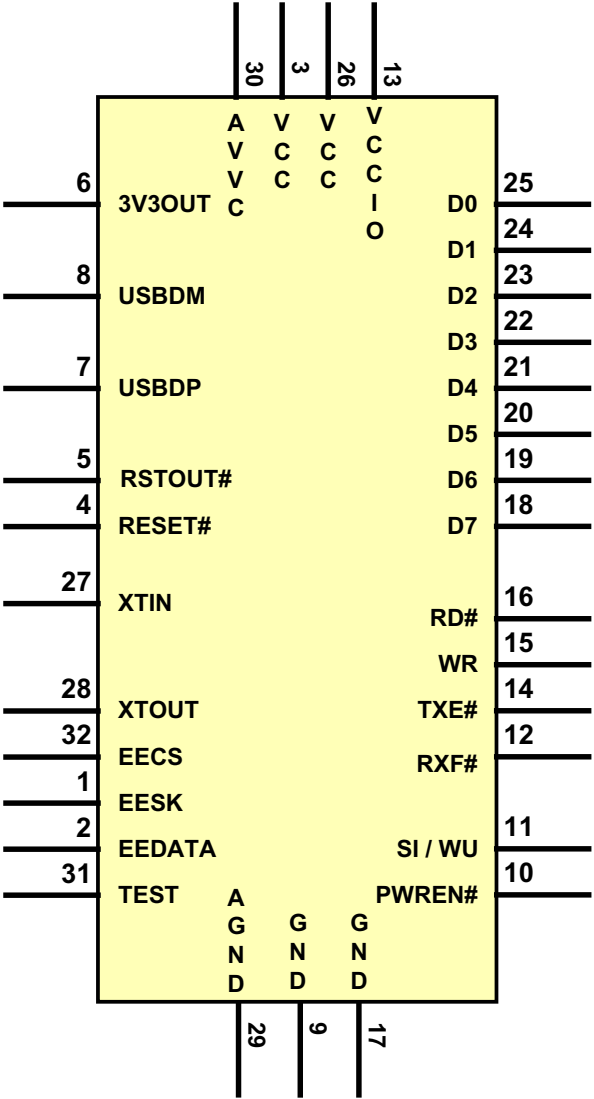 30 3 26 13
AVVC VCC VCC VCCIO
6 3V3OUT D0 25
D1 24
8 USBDM D2 23
D3 22
7 USBDP D4 21
D5 20
5 RSTOUT# D6 19
4 RESET# D7 18
27 XTIN RD# 16
WR 15
28 XTOUT TXE# 14
32 EECS RXF# 12
1 EESK
2 EEDATA SI / WU 11
31 TEST PWREN# 10
AGND GND GND
29 9 17